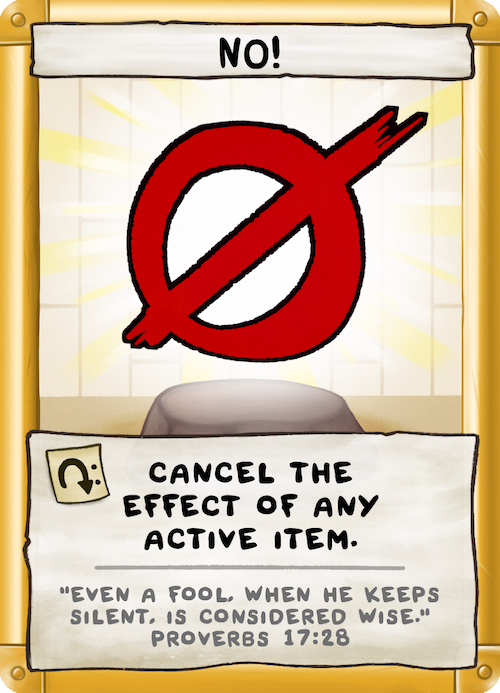 NO!
CANCEL THE
EFFECT OF ANY
ACTIVE ITEM.
"EVEN A FOOL, WHEN HE KEEPS
SILENT, IS CONSIDERED WISE."
PROVERBS 17:28